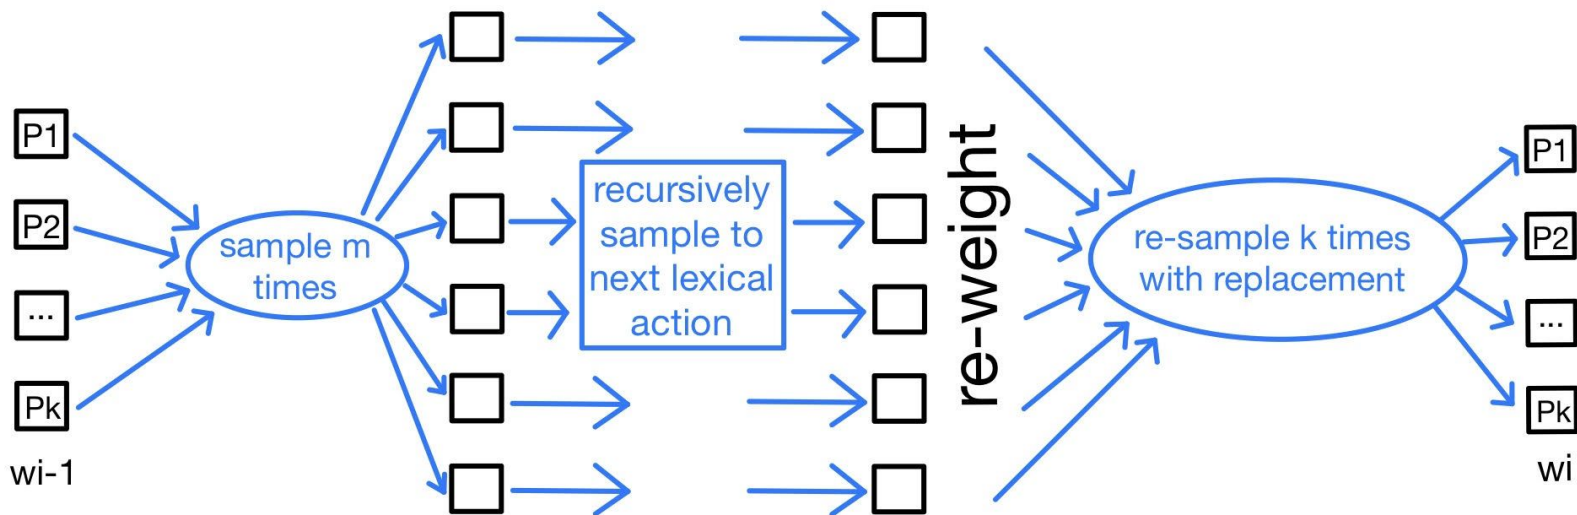 P1
P2
...
Pk
wi-1
sample m
times
recursively
sample to
next lexical
action
re-weight
re-sample k times
with replacement
P1
P2
...
Pk
wi